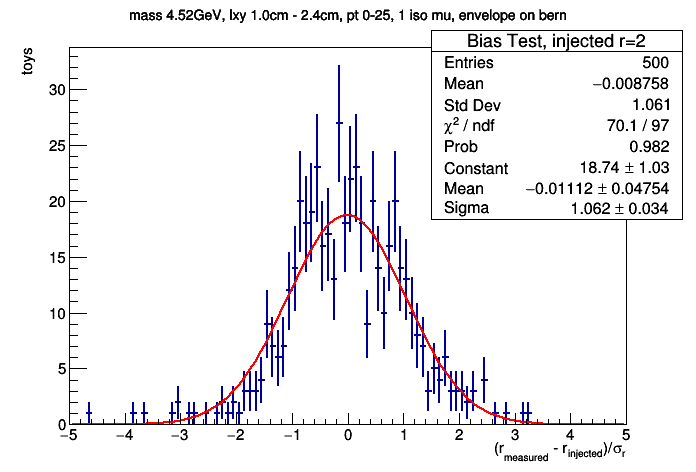 mass 4.52GeV, lxy 1.0cm - 2.4cm, pt 0-25, 1 iso mu, envelope on bern
toys
Bias Test, injected r=2
Entries 500
Mean −0.008758
Std Dev 1.061
χ² / ndf 70.1 / 97
Prob 0.982
Constant 18.74 ± 1.03
Mean −0.01112 ± 0.04754
Sigma 1.062 ± 0.034
30
25
20
15
10
5
0
−5 −4 −3 −2 −1 0 1 2 3 4 5
(r_measured - r_injected)/σ_r